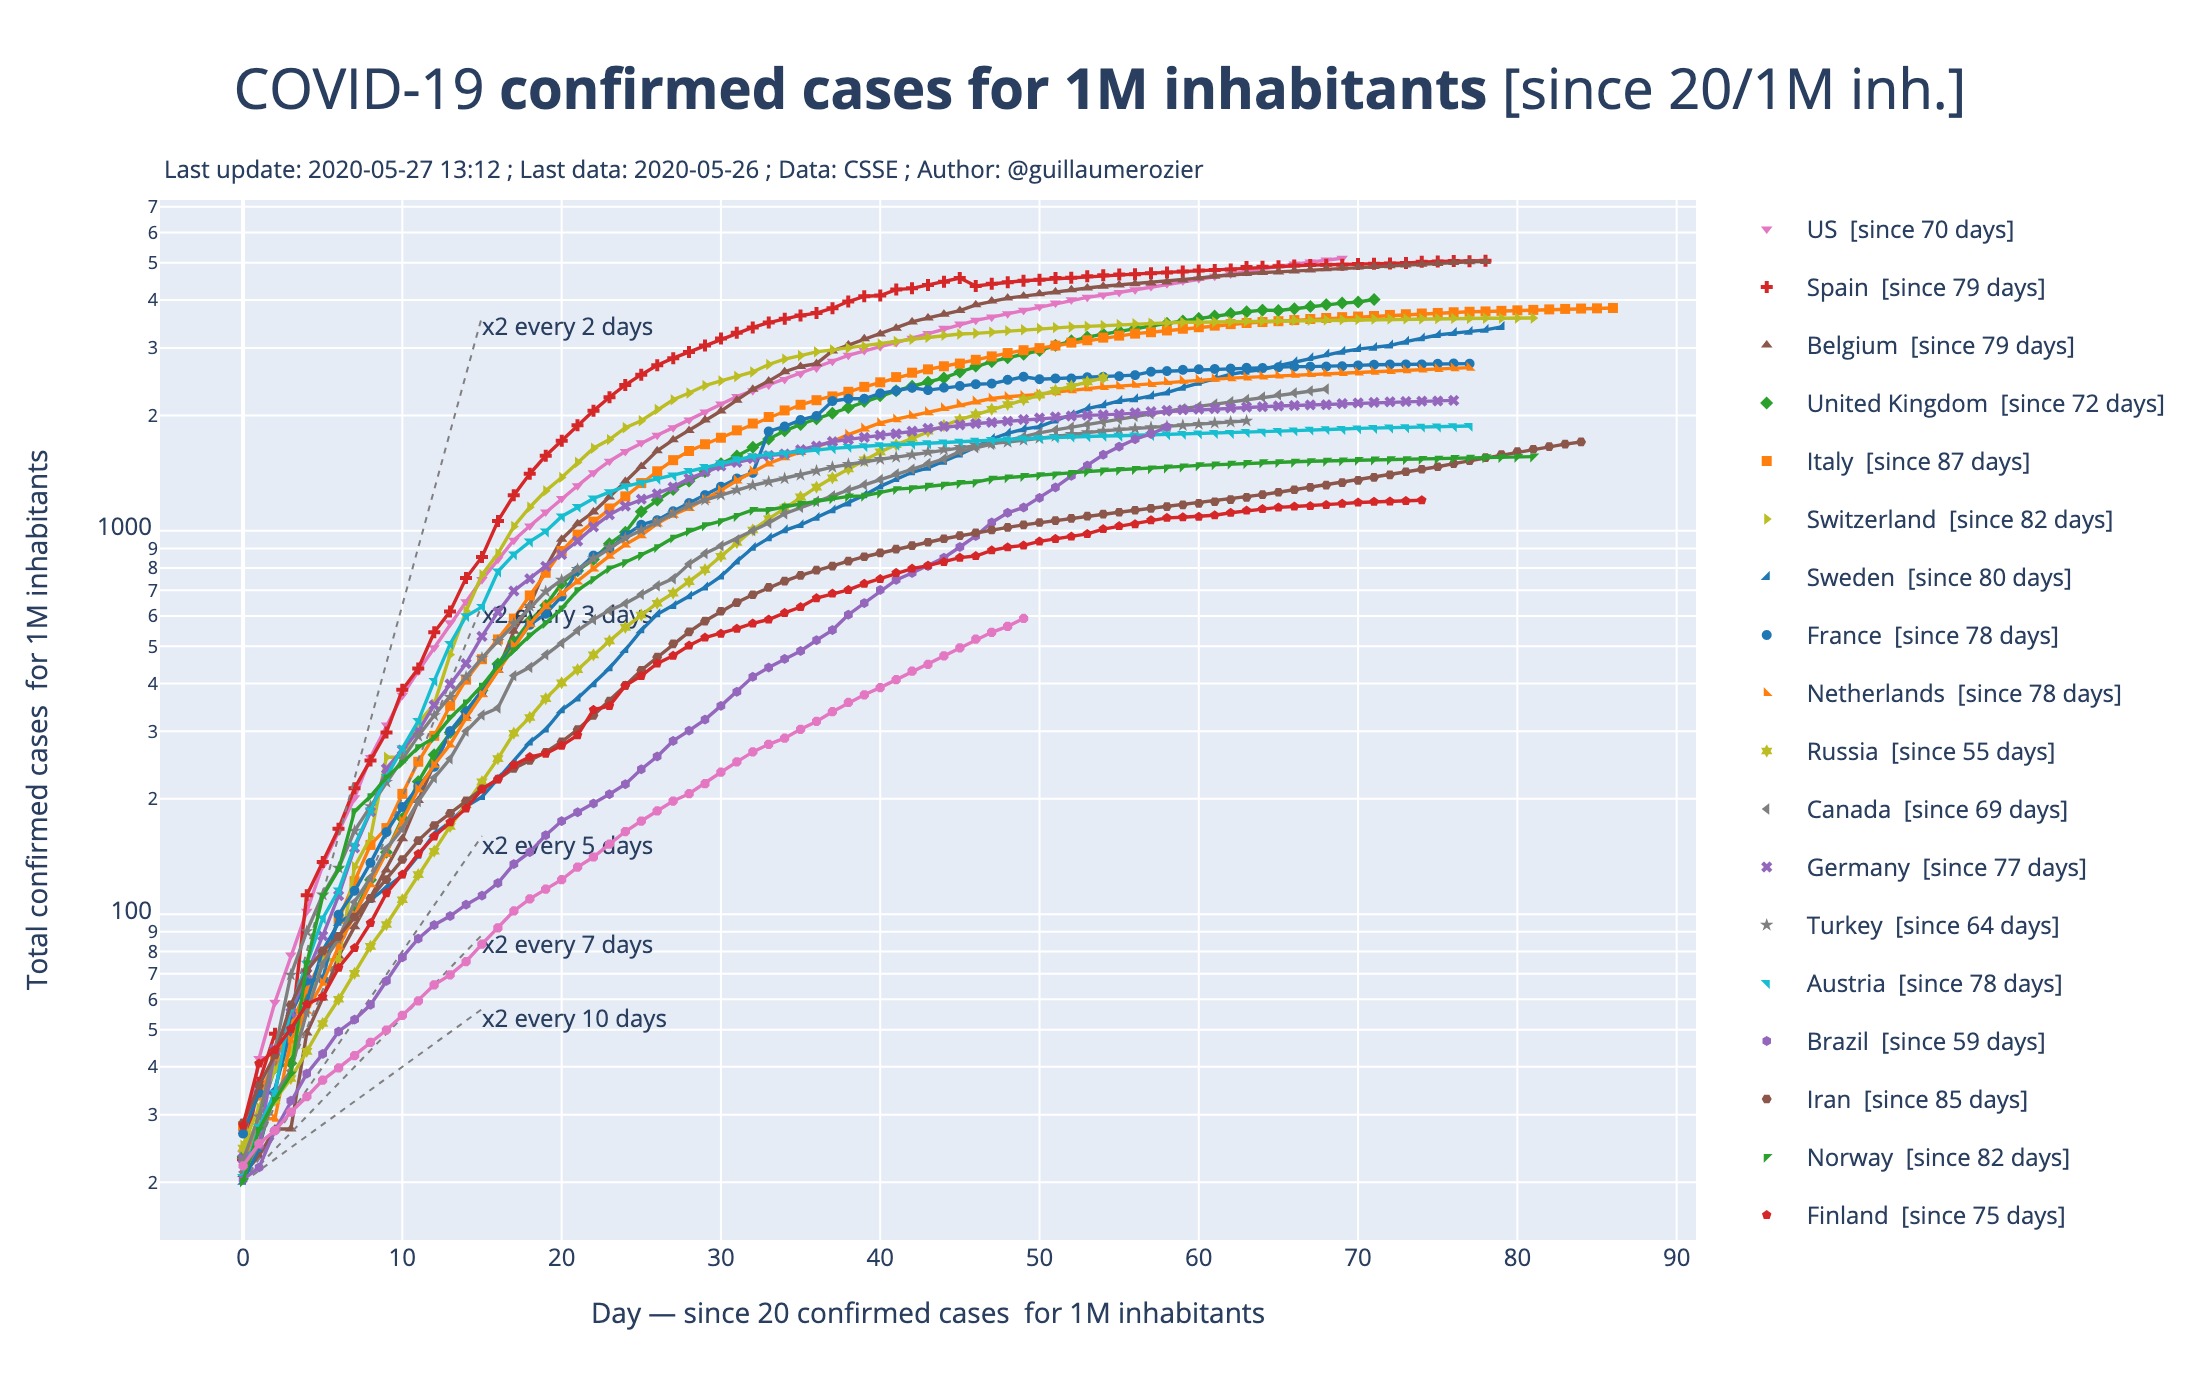 COVID-19 confirmed cases for 1M inhabitants [since 20/1M inh.]
Last update: 2020-05-27 13:12 ; Last data: 2020-05-26 ; Data: CSSE ; Author: @guillaumerozier
Total confirmed cases for 1M inhabitants
7
6
5
4
3
2
1000
9
8
7
6
5
4
3
2
100
9
8
7
6
5
4
3
2
x2 every 2 days
x2 every 3 days
x2 every 5 days
x2 every 7 days
x2 every 10 days
0 10 20 30 40 50 60 70 80 90
Day — since 20 confirmed cases for 1M inhabitants
US [since 70 days]
Spain [since 79 days]
Belgium [since 79 days]
United Kingdom [since 72 days]
Italy [since 87 days]
Switzerland [since 82 days]
Sweden [since 80 days]
France [since 78 days]
Netherlands [since 78 days]
Russia [since 55 days]
Canada [since 69 days]
Germany [since 77 days]
Turkey [since 64 days]
Austria [since 78 days]
Brazil [since 59 days]
Iran [since 85 days]
Norway [since 82 days]
Finland [since 75 days]